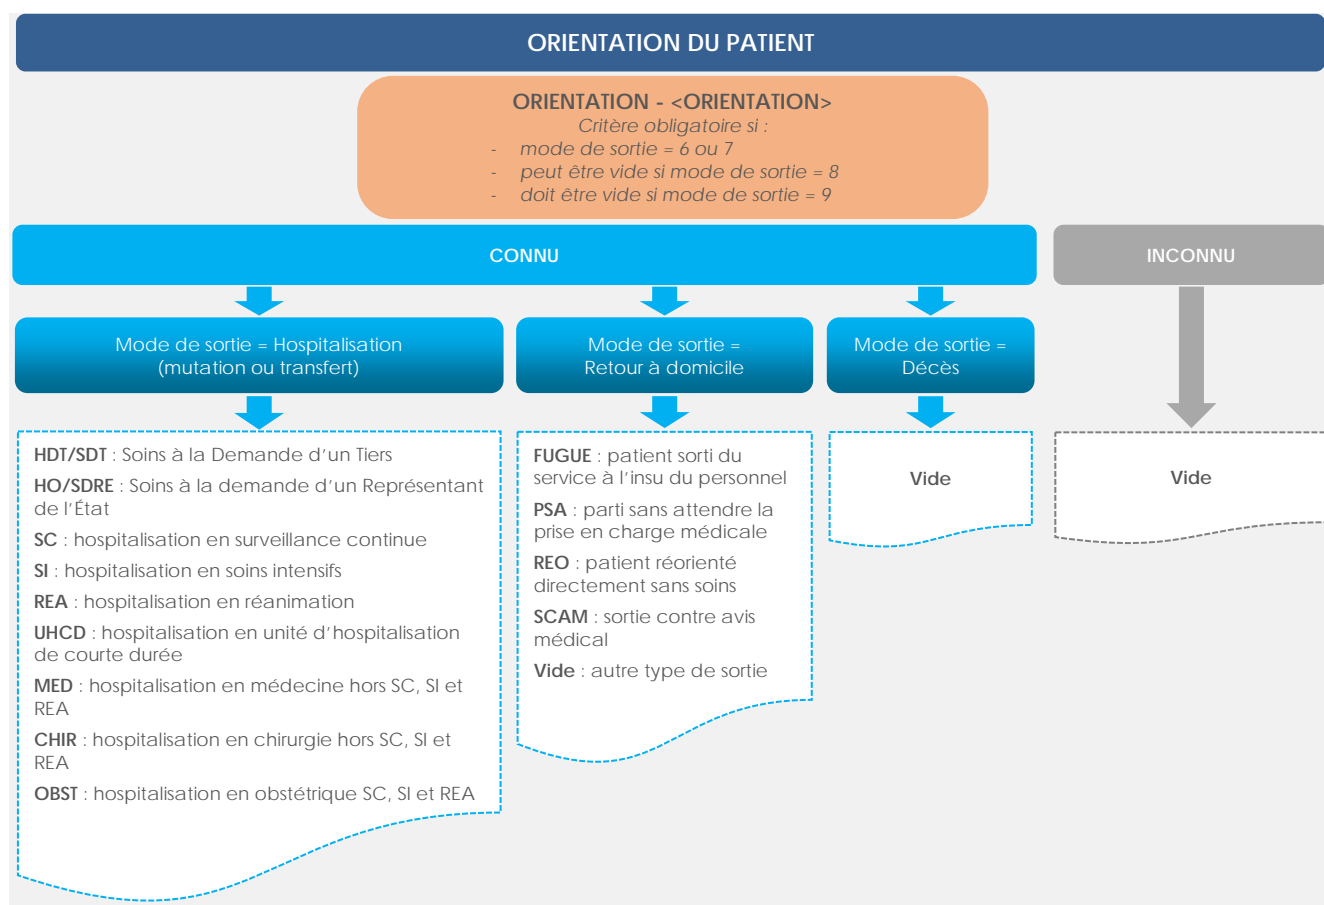 ORIENTATION DU PATIENT
ORIENTATION - <ORIENTATION>
Critère obligatoire si :
- mode de sortie = 6 ou 7
- peut être vide si mode de sortie = 8
- doit être vide si mode de sortie = 9
CONNU
INCONNU
Mode de sortie = Hospitalisation
(mutation ou transfert)
Mode de sortie =
Retour à domicile
Mode de sortie =
Décès
HDT/SDT : Soins à la Demande d'un Tiers
HO/SDRE : Soins à la demande d'un Représentant
de l'État
SC : hospitalisation en surveillance continue
SI : hospitalisation en soins intensifs
REA : hospitalisation en réanimation
UHCD : hospitalisation en unité d'hospitalisation
de courte durée
MED : hospitalisation en médecine hors SC, SI et
REA
CHIR : hospitalisation en chirurgie hors SC, SI et
REA
OBST : hospitalisation en obstétrique SC, SI et REA
FUGUE : patient sorti du
service à l'insu du personnel
PSA : parti sans attendre la
prise en charge médicale
REO : patient réorienté
directement sans soins
SCAM : sortie contre avis
médical
Vide : autre type de sortie
Vide
Vide